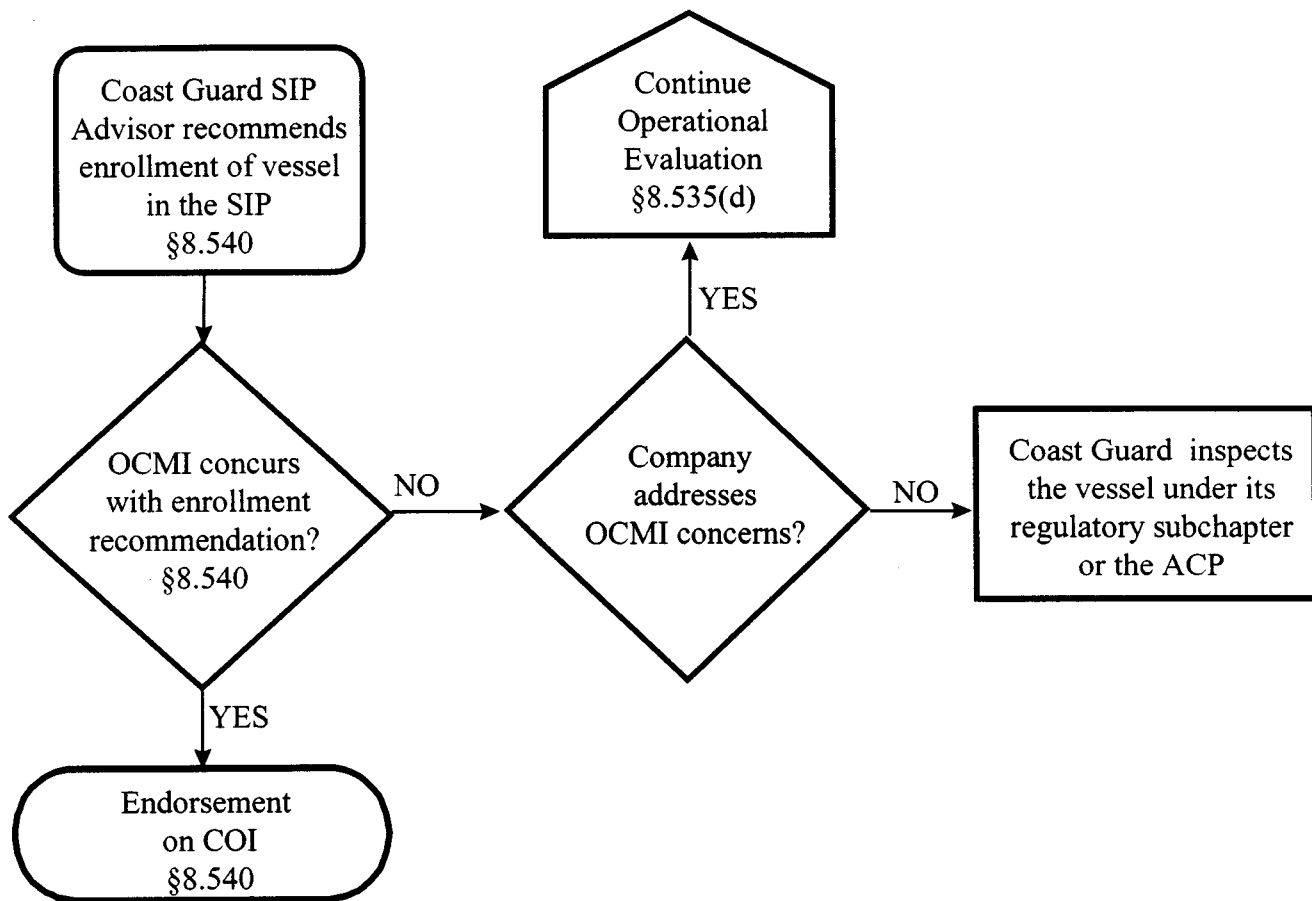 Coast Guard SIP
Advisor recommends
enrollment of vessel
in the SIP
§8.540
OCMI concurs
with enrollment
recommendation?
§8.540
NO
YES
Endorsement
on COI
§8.540
Continue
Operational
Evaluation
§8.535(d)
YES
Company
addresses
OCMI concerns?
NO
Coast Guard inspects
the vessel under its
regulatory subchapter
or the ACP